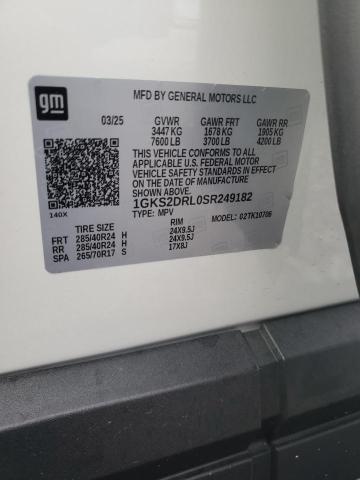 gm
MFD BY GENERAL MOTORS LLC
03/25 GVWR GAWR FRT GAWR RR
3447 KG 1678 KG 1905 KG
7600 LB 3700 LB 4200 LB
THIS VEHICLE CONFORMS TO ALL
APPLICABLE U.S. FEDERAL MOTOR
VEHICLE SAFETY STANDARDS IN
EFFECT ON THE DATE OF MANUFACTURE
SHOWN ABOVE.
1GKS2DRL0SR249182
140X TYPE: MPV MODEL: 02TK10706
TIRE SIZE RIM
FRT 285/40R24 H 24X9.5J
RR 285/40R24 H 24X9.5J
SPA 265/70R17 S 17X8J